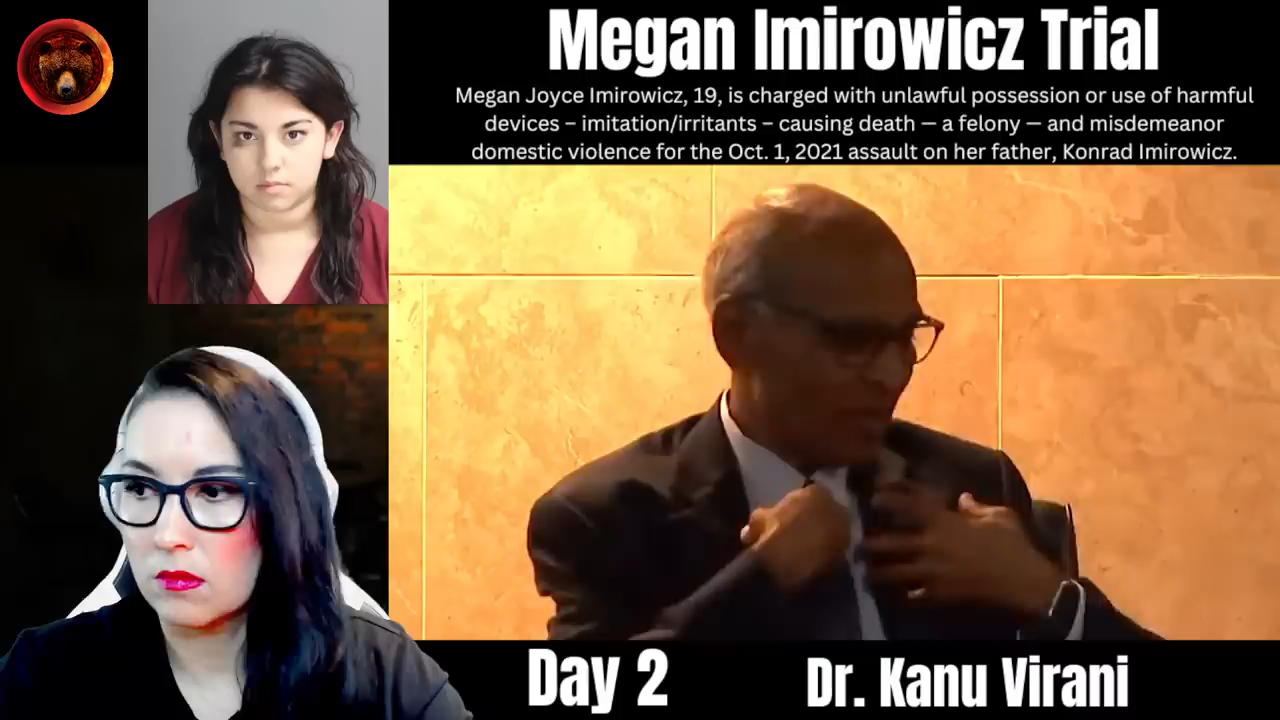 Megan Imirowicz Trial
Megan Joyce Imirowicz, 19, is charged with unlawful possession or use of harmful
devices – imitation/irritants – causing death — a felony — and misdemeanor
domestic violence for the Oct. 1, 2021 assault on her father, Konrad Imirowicz.
Day 2
Dr. Kanu Virani